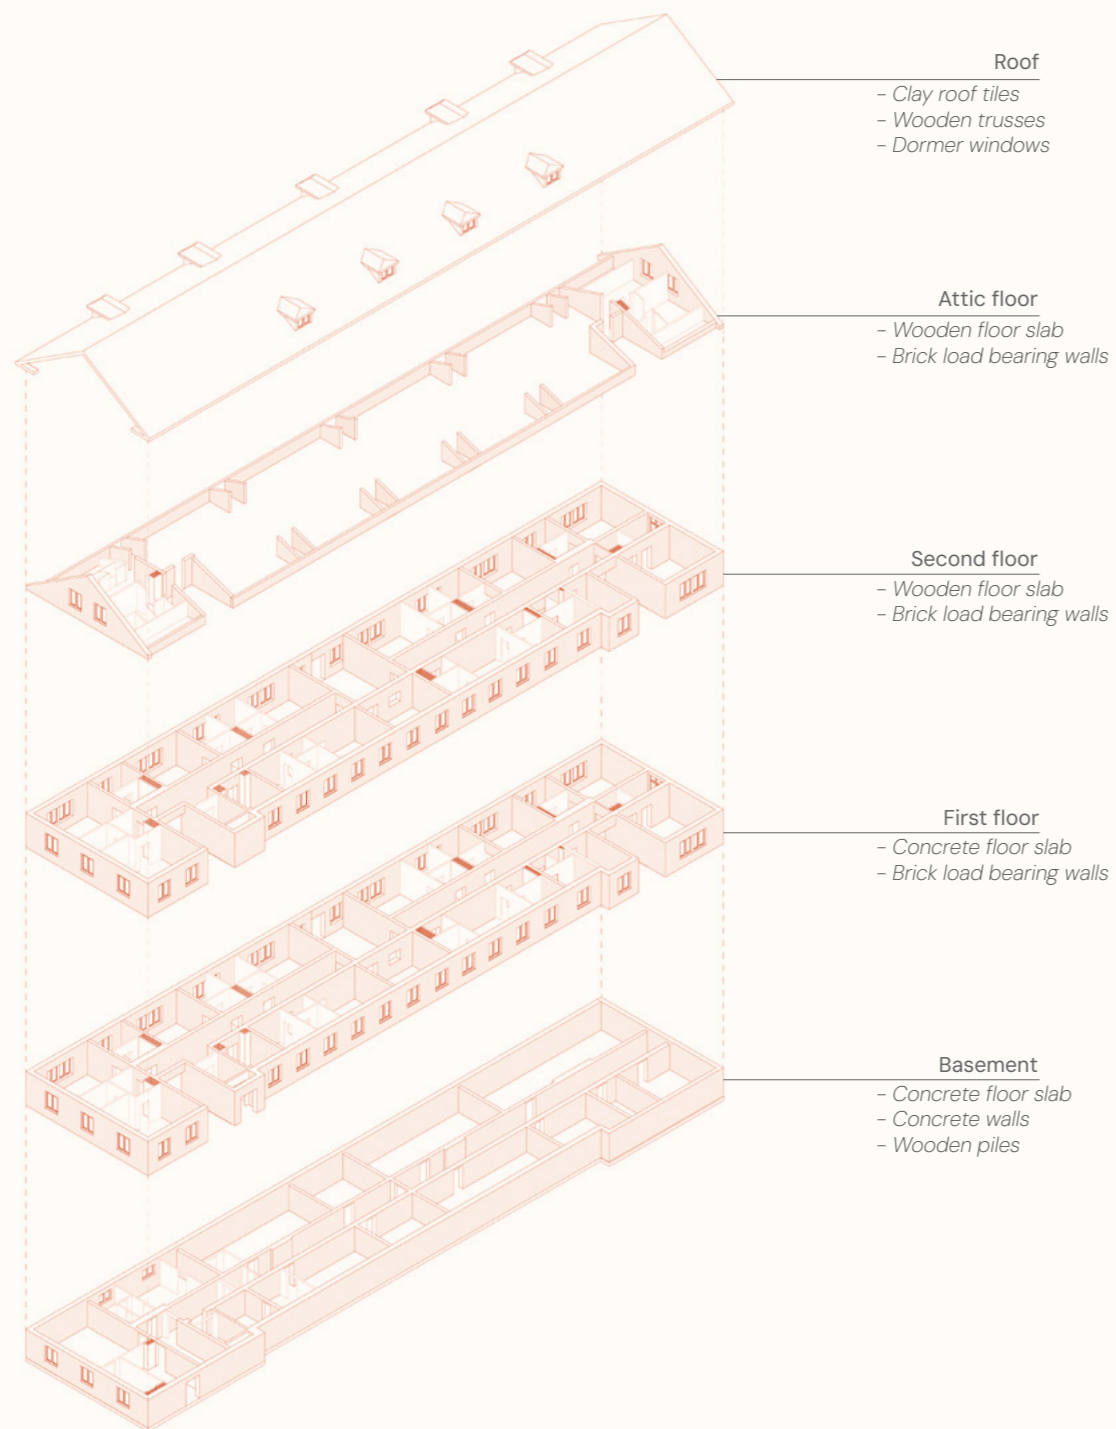 Roof
- Clay roof tiles
- Wooden trusses
- Dormer windows
Attic floor
- Wooden floor slab
- Brick load bearing walls
Second floor
- Wooden floor slab
- Brick load bearing walls
First floor
- Concrete floor slab
- Brick load bearing walls
Basement
- Concrete floor slab
- Concrete walls
- Wooden piles